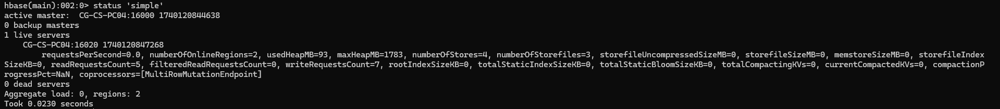 hbase(main):002:0> status 'simple'
active master:  CG-CS-PC04:16000 1740120844638
0 backup masters
1 live servers
    CG-CS-PC04:16020 1740120847268
        requestsPerSecond=0.0, numberOfOnlineRegions=2, usedHeapMB=93, maxHeapMB=1783, numberOfStores=4, numberOfStorefiles=3, storefileUncompressedSizeMB=0, storefileSizeMB=0, memstoreSizeMB=0, storefileIndex
SizeKB=0, readRequestsCount=5, filteredReadRequestsCount=0, writeRequestsCount=7, rootIndexSizeKB=0, totalStaticIndexSizeKB=0, totalStaticBloomSizeKB=0, totalCompactingKVs=0, currentCompactedKVs=0, compactionP
rogressPct=NaN, coprocessors=[MultiRowMutationEndpoint]
0 dead servers
Aggregate load: 0, regions: 2
Took 0.0230 seconds